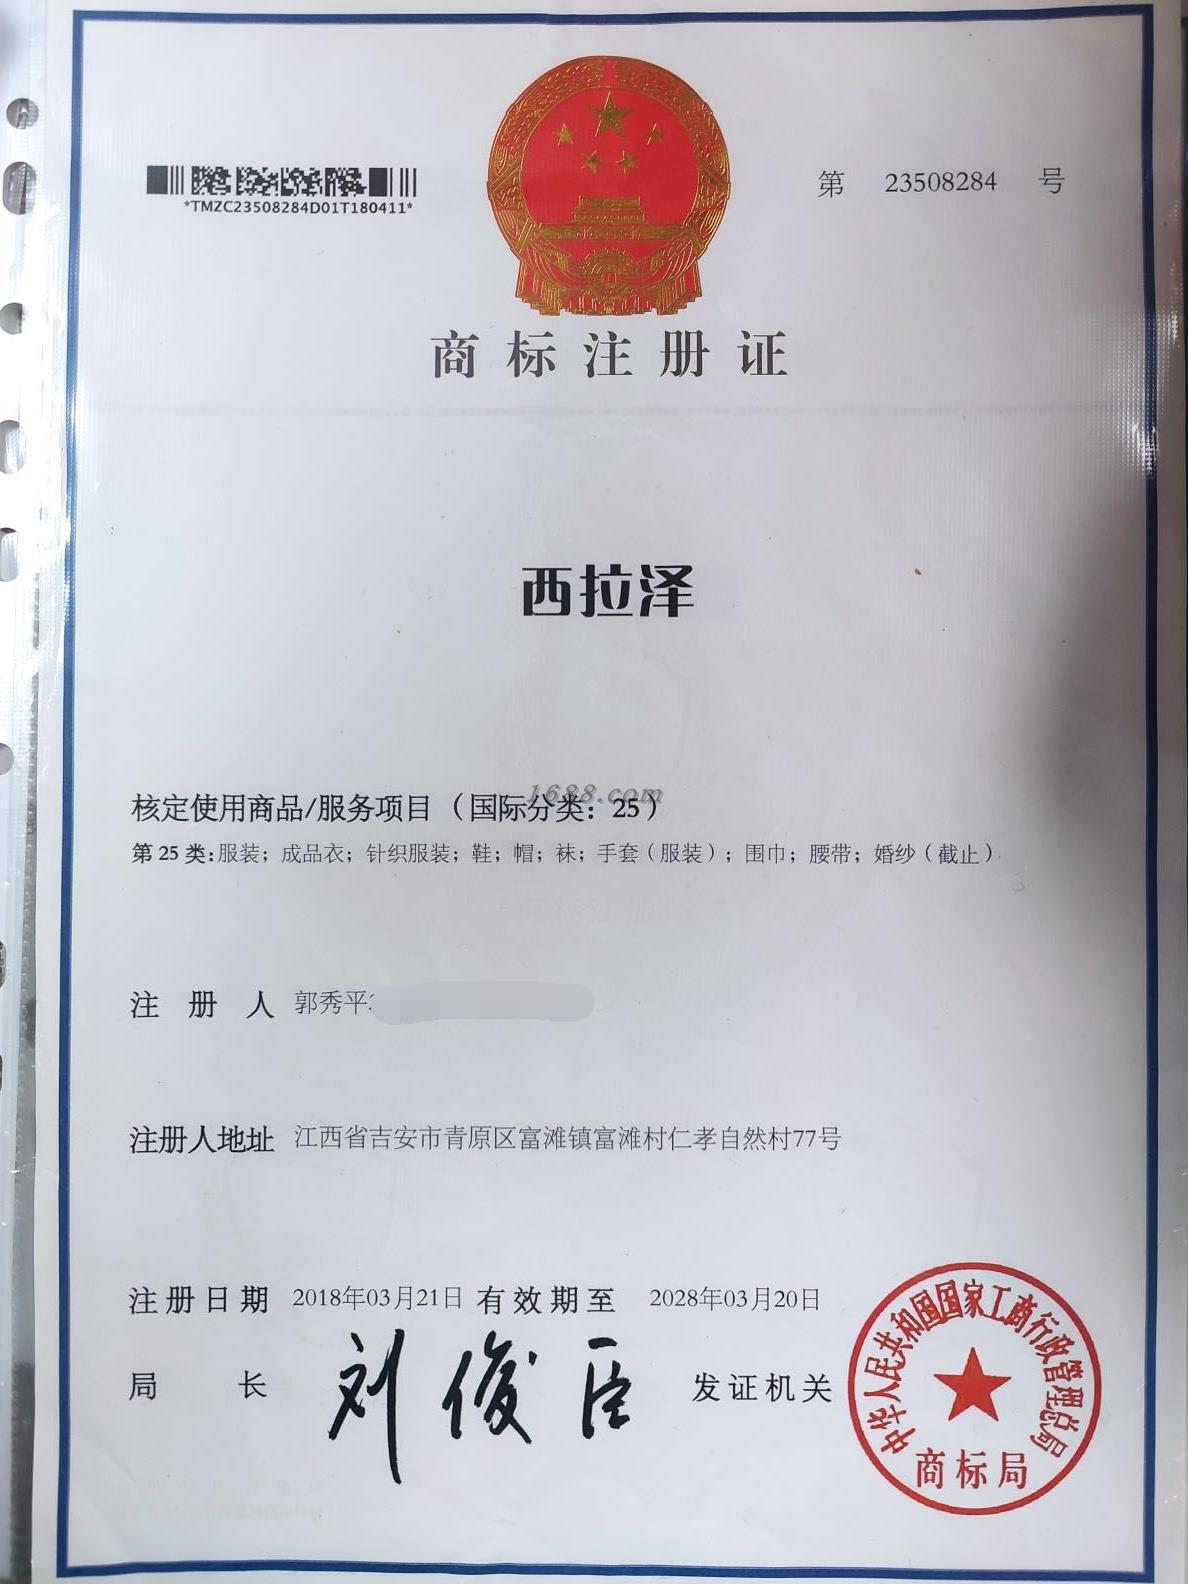 *TMZC23508284D01T180411*
第 23508284 号
商标注册证
西拉泽
1688.com
核定使用商品/服务项目（国际分类：25）
第 25 类：服装；成品衣；针织服装；鞋；帽；袜；手套（服装）；围巾；腰带；婚纱（截止）
注册人 郭秀平
注册人地址 江西省吉安市青原区富滩镇富滩村仁孝自然村77号
注册日期 2018年03月21日 有效期至 2028年03月20日
局长 刘俊臣 发证机关
中华人民共和国国家工商行政管理总局
商标局